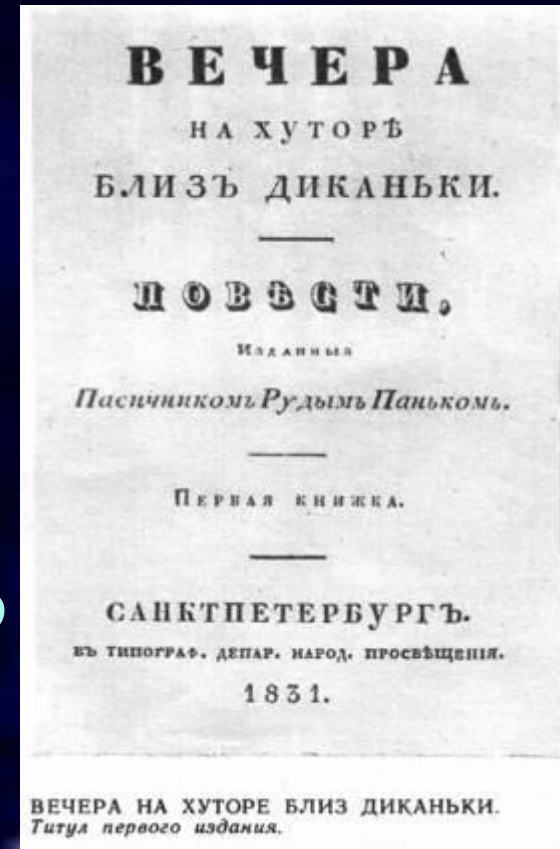 ВЕЧЕРА
НА ХУТОРѢ
БЛИЗЪ ДИКАНЬКИ.
ПОВѢСТИ,
Изданныя
Пасичникомъ Рудымъ Панькомъ.
Первая книжка.
САНКТПЕТЕРБУРГЪ.
ВЪ ТИПОГРАФ. ДЕПАР. НАРОД. ПРОСВѢЩЕНІЯ.
1831.
ВЕЧЕРА НА ХУТОРЕ БЛИЗ ДИКАНЬКИ.
Титул первого издания.